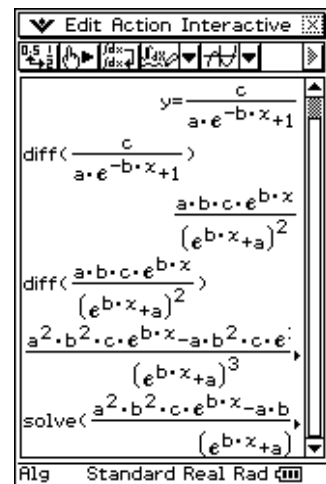 Edit Action Interactive
y=c/(a·e^(-b·x)+1)
diff(c/(a·e^(-b·x)+1))
a·b·c·e^(b·x)/(e^(b·x)+a)^2
diff(a·b·c·e^(b·x)/(e^(b·x)+a)^2)
a^2·b^2·c·e^(b·x)-a·b^2·c·e/(e^(b·x)+a)^3
solve(a^2·b^2·c·e^(b·x)-a·b/(e^(b·x)+a)
Alg Standard Real Rad